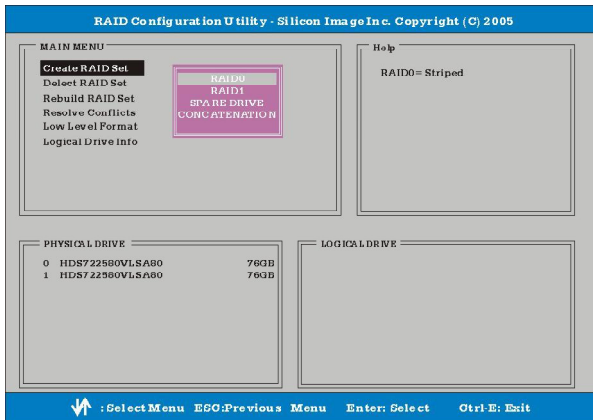 RAID Configuration Utility - Silicon Image Inc. Copyright (C) 2005
MAIN MENU
Create RAID Set
Delect RAID Set
Rebuild RAID Set
Resolve Conflicts
Low Level Format
Logical Drive Info
RAID0
RAID1
SPARE DRIVE
CONCATENATION
Help
RAID0= Striped
PHYSICAL DRIVE
0 HDS722580VLSA80 76GB
1 HDS722580VLSA80 76GB
LOGICAL DRIVE
: Select Menu ESC:Previous Menu Enter: Select Ctrl-E: Exit